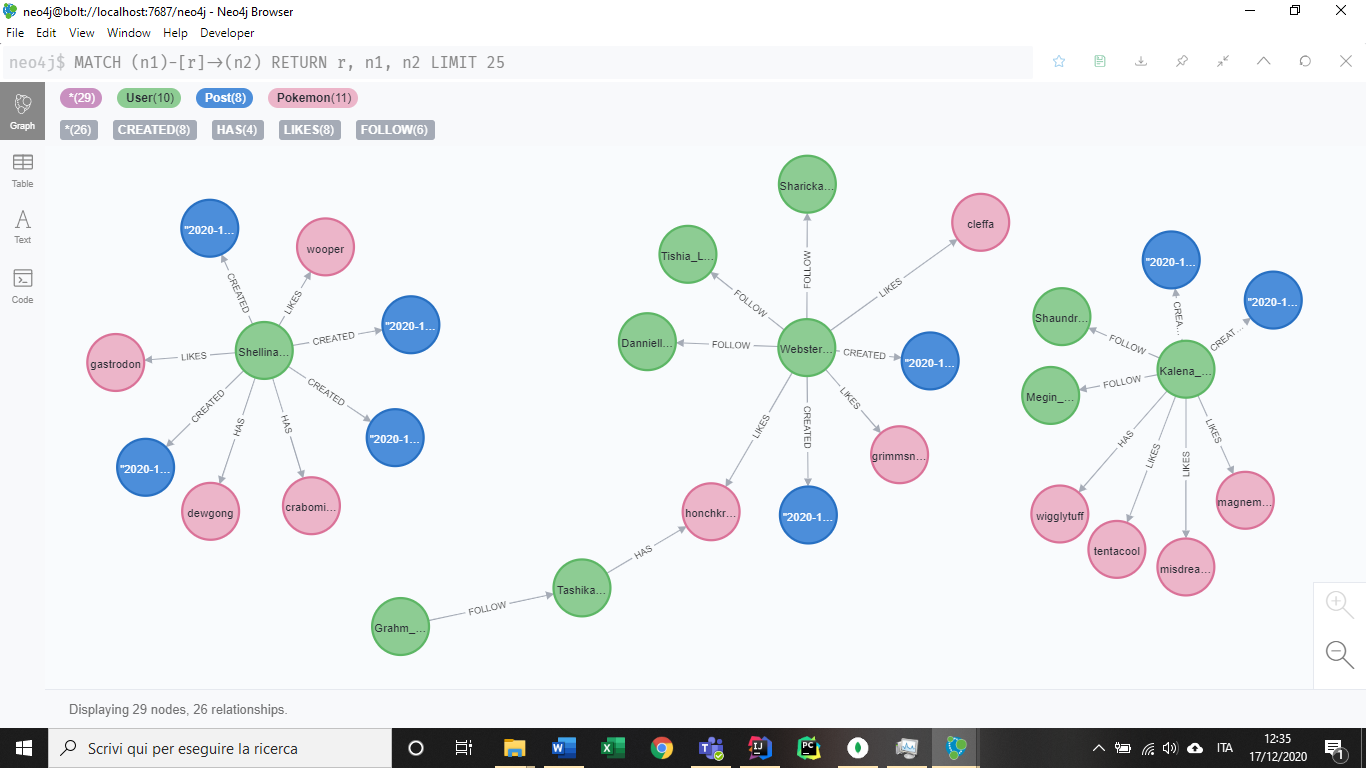 neo4j@bolt://localhost:7687/neo4j - Neo4j Browser
File Edit View Window Help Developer
neo4j$ MATCH (n1)-[r]→(n2) RETURN r, n1, n2 LIMIT 25
*(29) User(10) Post(8) Pokemon(11)
*(26) CREATED(8) HAS(4) LIKES(8) FOLLOW(6)
Graph
Table
Text
Code
"2020-1...
wooper
CREATED
LIKES
"2020-1...
CREATED
Shellina...
LIKES
gastrodon
CREATED
CREATED
HAS
HAS
"2020-1...
"2020-1...
dewgong
crabomi...
Sharicka...
cleffa
Tishia_L...
FOLLOW
LIKES
FOLLOW
Danniell...
FOLLOW
Webster...
CREATED
"2020-1...
LIKES
LIKES
CREATED
grimmsn...
honchkr...
"2020-1...
HAS
Tashika...
FOLLOW
Grahm_...
"2020-1...
"2020-1...
Shaundr...
CREA...
CREAT...
FOLLOW
Kalena_...
FOLLOW
Megin_...
HAS
LIKES
LIKES
LIKES
wigglytuff
tentacool
misdrea...
magnem...
Displaying 29 nodes, 26 relationships.
Scrivi qui per eseguire la ricerca
W
X
IJ
PC
ITA
12:35
17/12/2020
1